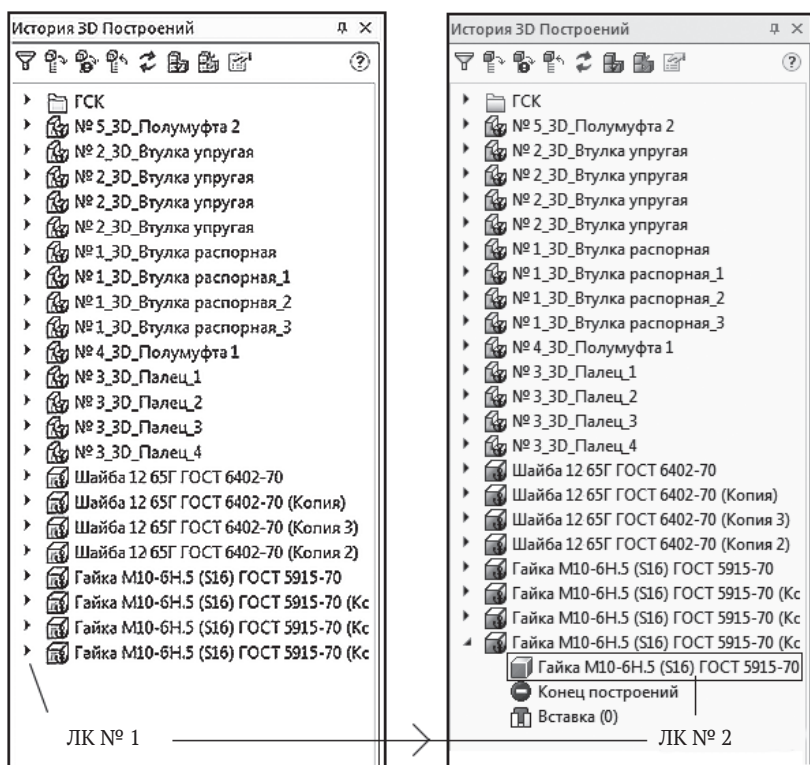 История 3D Построений
ГСК
№ 5_3D_Полумуфта 2
№ 2_3D_Втулка упругая
№ 2_3D_Втулка упругая
№ 2_3D_Втулка упругая
№ 2_3D_Втулка упругая
№ 1_3D_Втулка распорная
№ 1_3D_Втулка распорная_1
№ 1_3D_Втулка распорная_2
№ 1_3D_Втулка распорная_3
№ 4_3D_Полумуфта 1
№ 3_3D_Палец_1
№ 3_3D_Палец_2
№ 3_3D_Палец_3
№ 3_3D_Палец_4
Шайба 12 65Г ГОСТ 6402-70
Шайба 12 65Г ГОСТ 6402-70 (Копия)
Шайба 12 65Г ГОСТ 6402-70 (Копия 3)
Шайба 12 65Г ГОСТ 6402-70 (Копия 2)
Гайка М10-6Н.5 (S16) ГОСТ 5915-70
Гайка М10-6Н.5 (S16) ГОСТ 5915-70 (Кс
Гайка М10-6Н.5 (S16) ГОСТ 5915-70 (Кс
Гайка М10-6Н.5 (S16) ГОСТ 5915-70 (Кс
ЛК № 1
История 3D Построений
ГСК
№ 5_3D_Полумуфта 2
№ 2_3D_Втулка упругая
№ 2_3D_Втулка упругая
№ 2_3D_Втулка упругая
№ 2_3D_Втулка упругая
№ 1_3D_Втулка распорная
№ 1_3D_Втулка распорная_1
№ 1_3D_Втулка распорная_2
№ 1_3D_Втулка распорная_3
№ 4_3D_Полумуфта 1
№ 3_3D_Палец_1
№ 3_3D_Палец_2
№ 3_3D_Палец_3
№ 3_3D_Палец_4
Шайба 12 65Г ГОСТ 6402-70
Шайба 12 65Г ГОСТ 6402-70 (Копия)
Шайба 12 65Г ГОСТ 6402-70 (Копия 3)
Шайба 12 65Г ГОСТ 6402-70 (Копия 2)
Гайка М10-6Н.5 (S16) ГОСТ 5915-70
Гайка М10-6Н.5 (S16) ГОСТ 5915-70 (Кс
Гайка М10-6Н.5 (S16) ГОСТ 5915-70 (Кс
Гайка М10-6Н.5 (S16) ГОСТ 5915-70 (Кс
Гайка М10-6Н.5 (S16) ГОСТ 5915-70
Конец построений
Вставка (0)
ЛК № 2